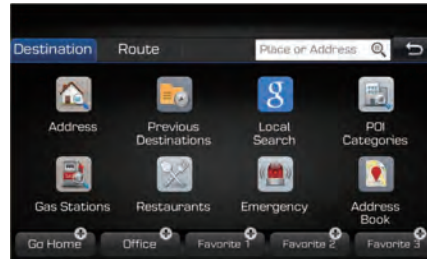 Destination Route Place or Address
Address Previous Destinations Local Search POI Categories
Gas Stations Restaurants Emergency Address Book
Go Home Office Favorite 1 Favorite 2 Favorite 3